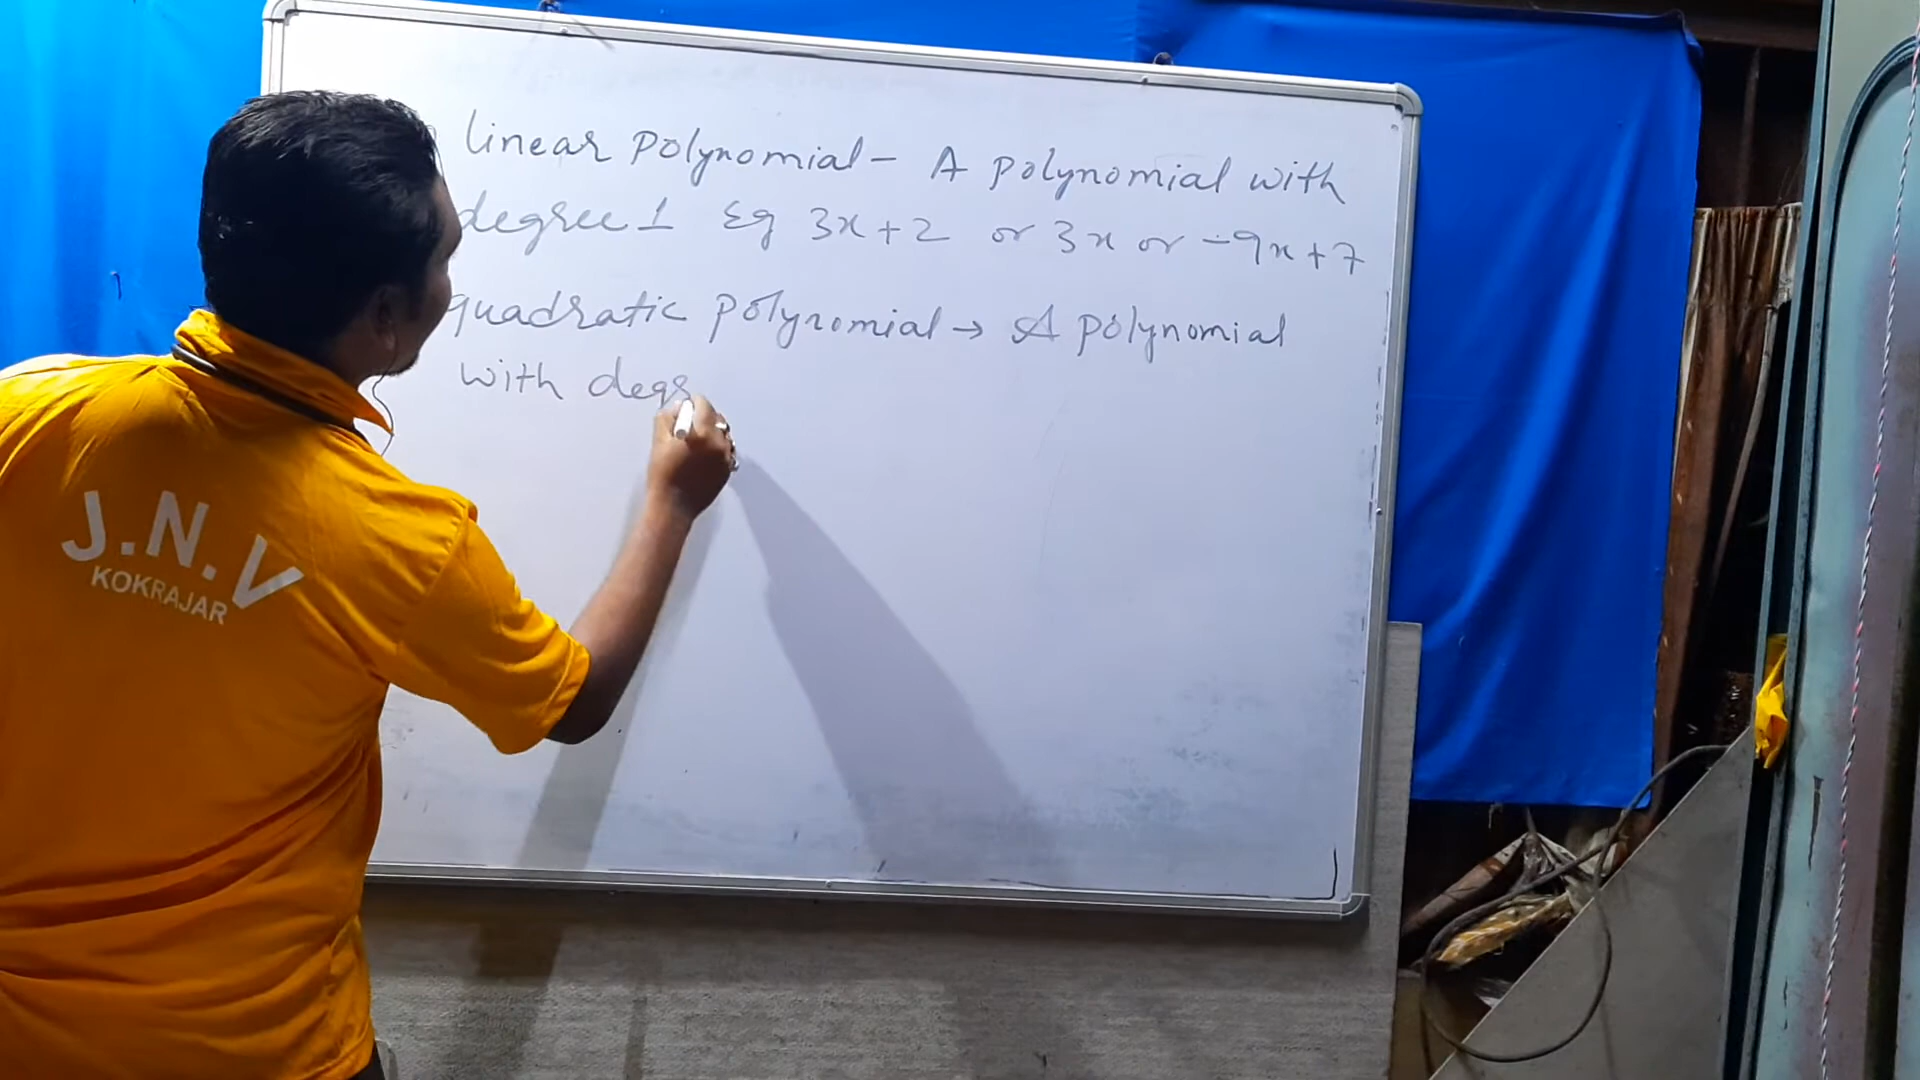 linear polynomial – A polynomial with
degree 1 Eg 3x+2 or 3x or -9x+7
quadratic polynomial → A polynomial
with degr
J.N.V
KOKRAJAR